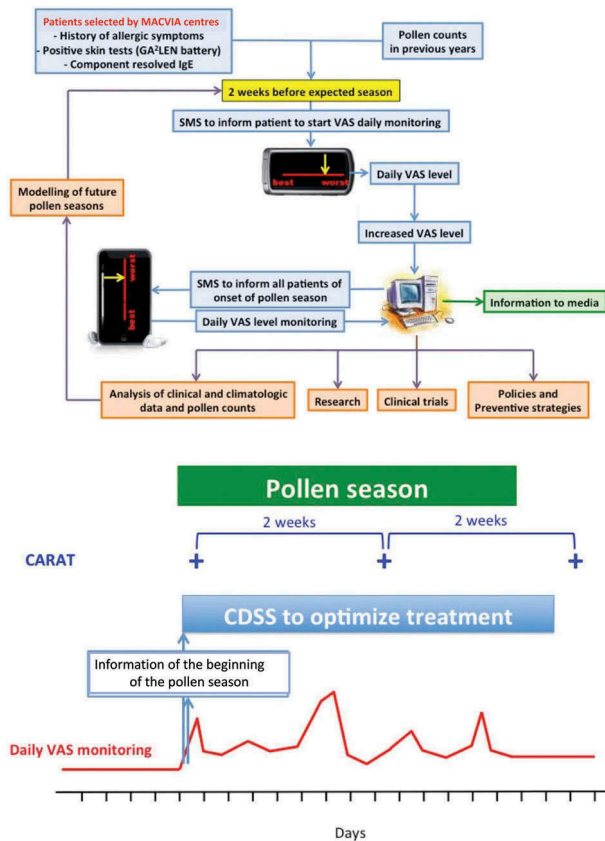 Patients selected by MACVIA centres
- History of allergic symptoms
- Positive skin tests (GA²LEN battery)
- Component resolved IgE
Pollen counts
in previous years
2 weeks before expected season
SMS to inform patient to start VAS daily monitoring
best worst
Daily VAS level
Modelling of future
pollen seasons
Increased VAS level
worst
best
SMS to inform all patients of
onset of pollen season
Information to media
Daily VAS level monitoring
Analysis of clinical and climatologic
data and pollen counts
Research
Clinical trials
Policies and
Preventive strategies
Pollen season
2 weeks
2 weeks
CARAT
CDSS to optimize treatment
Information of the beginning
of the pollen season
Daily VAS monitoring
Days